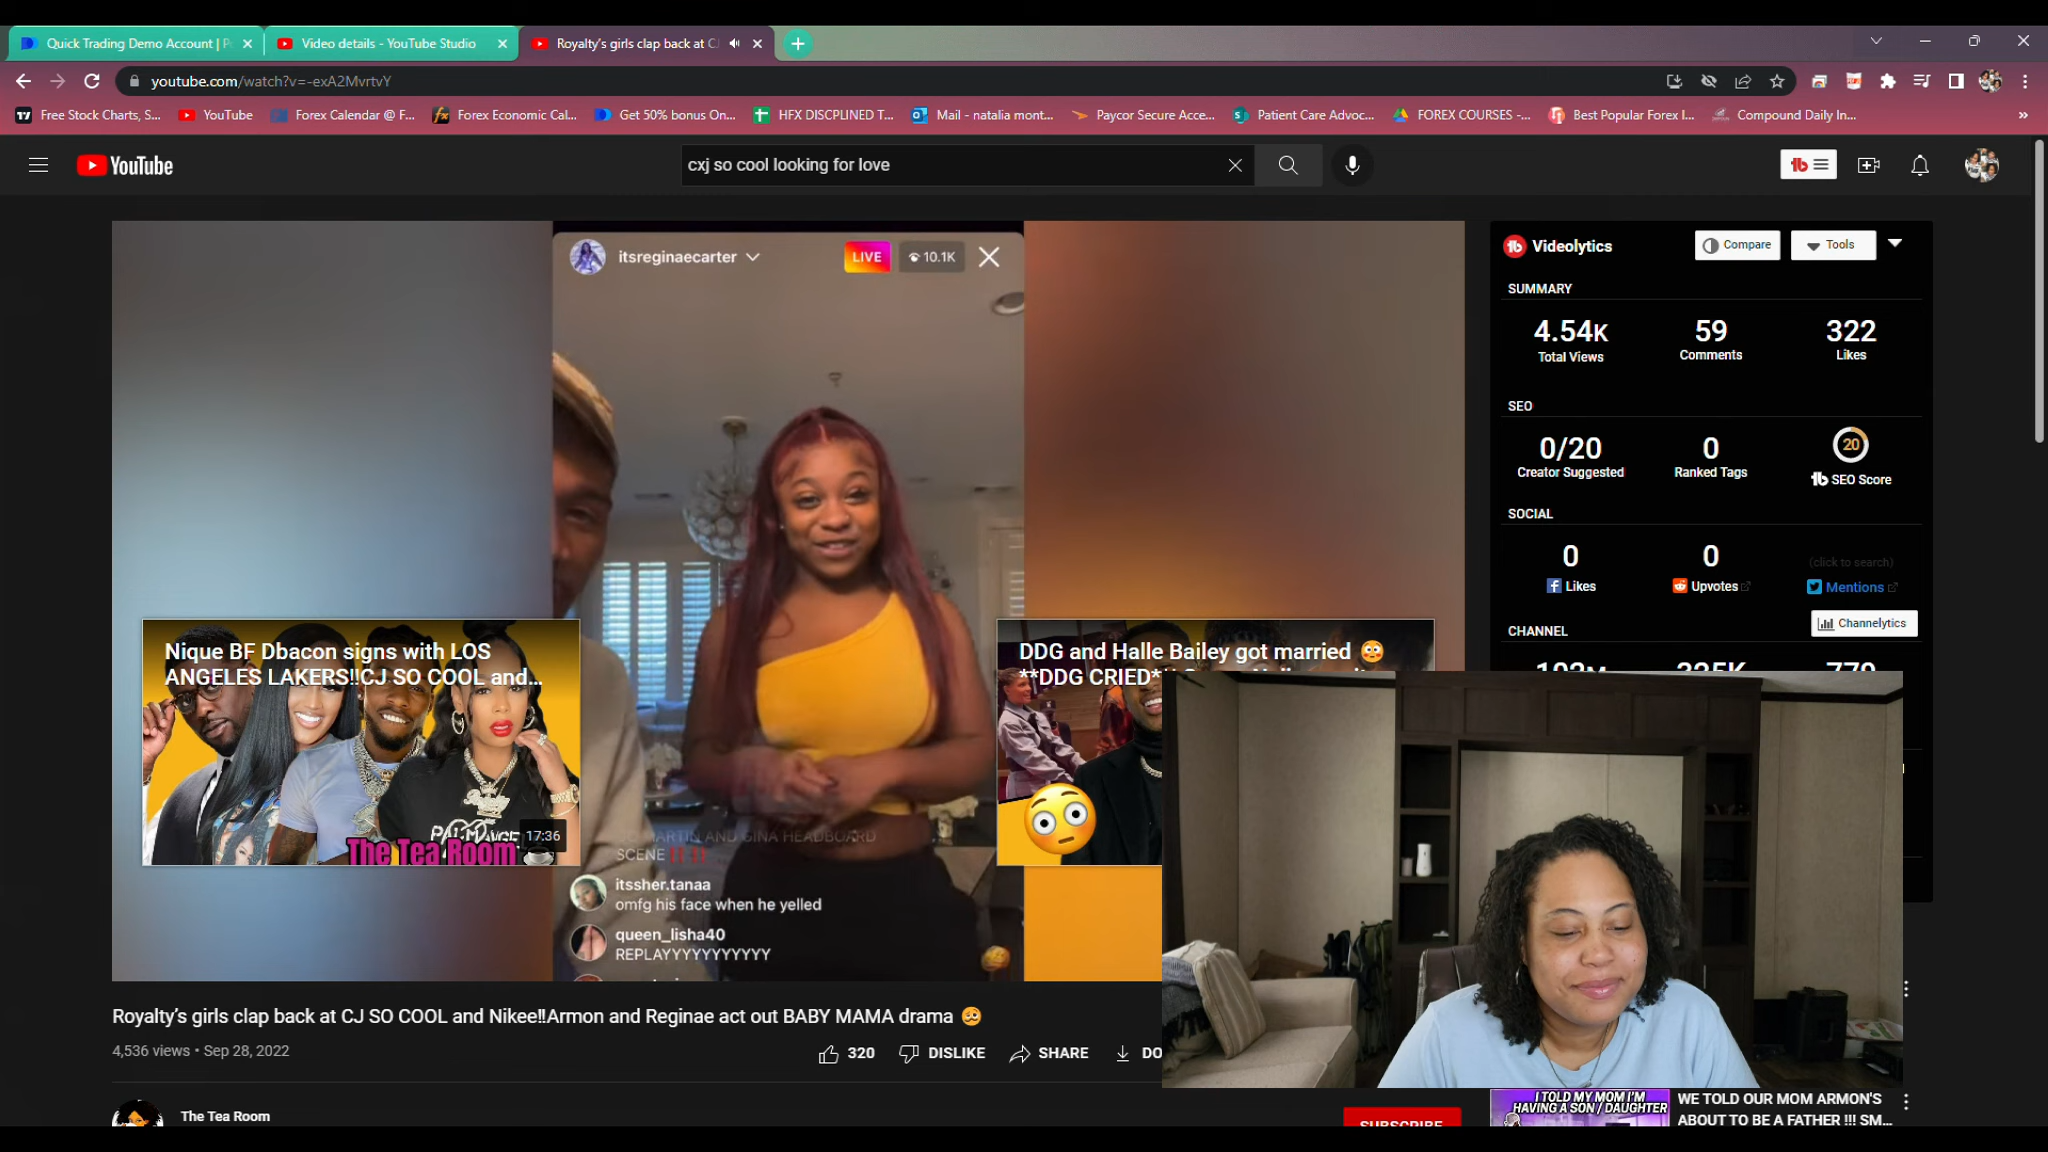 Quick Trading Demo Account | P
Video details - YouTube Studio
Royalty's girls clap back at C
youtube.com/watch?v=-exA2MvrtvY
Free Stock Charts, S...
YouTube
Forex Calendar @ F...
Forex Economic Cal...
Get 50% bonus On...
HFX DISCPLINED T...
Mail - natalia mont...
Paycor Secure Acce...
Patient Care Advoc...
FOREX COURSES -...
Best Popular Forex I...
Compound Daily In...
YouTube
cxj so cool looking for love
itsreginaecarter
LIVE
10.1K
Videolytics
Compare
Tools
SUMMARY
4.54K
59
322
Total Views
Comments
Likes
SEO
0/20
0
20
Creator Suggested
Ranked Tags
SEO Score
SOCIAL
0
0
(click to search)
Likes
Upvotes
Mentions
CHANNEL
Channelytics
Nique BF Dbacon signs with LOS
ANGELES LAKERS!!CJ SO COOL and...
17:36
The Tea Room
DDG and Halle Bailey got married 😳
**DDG CRIED*
MARTIN AND GINA HEADBOARD
SCENE ‼️‼️
itssher.tanaa
omfg his face when he yelled
queen_lisha40
REPLAYYYYYYYYYYY
Royalty's girls clap back at CJ SO COOL and Nikee!!Armon and Reginae act out BABY MAMA drama 🥺
4,536 views • Sep 28, 2022
320
DISLIKE
SHARE
DO
The Tea Room
SUBSCRIBE
I TOLD MY MOM I'M
HAVING A SON / DAUGHTER
WE TOLD OUR MOM ARMON'S
ABOUT TO BE A FATHER !!! SM...